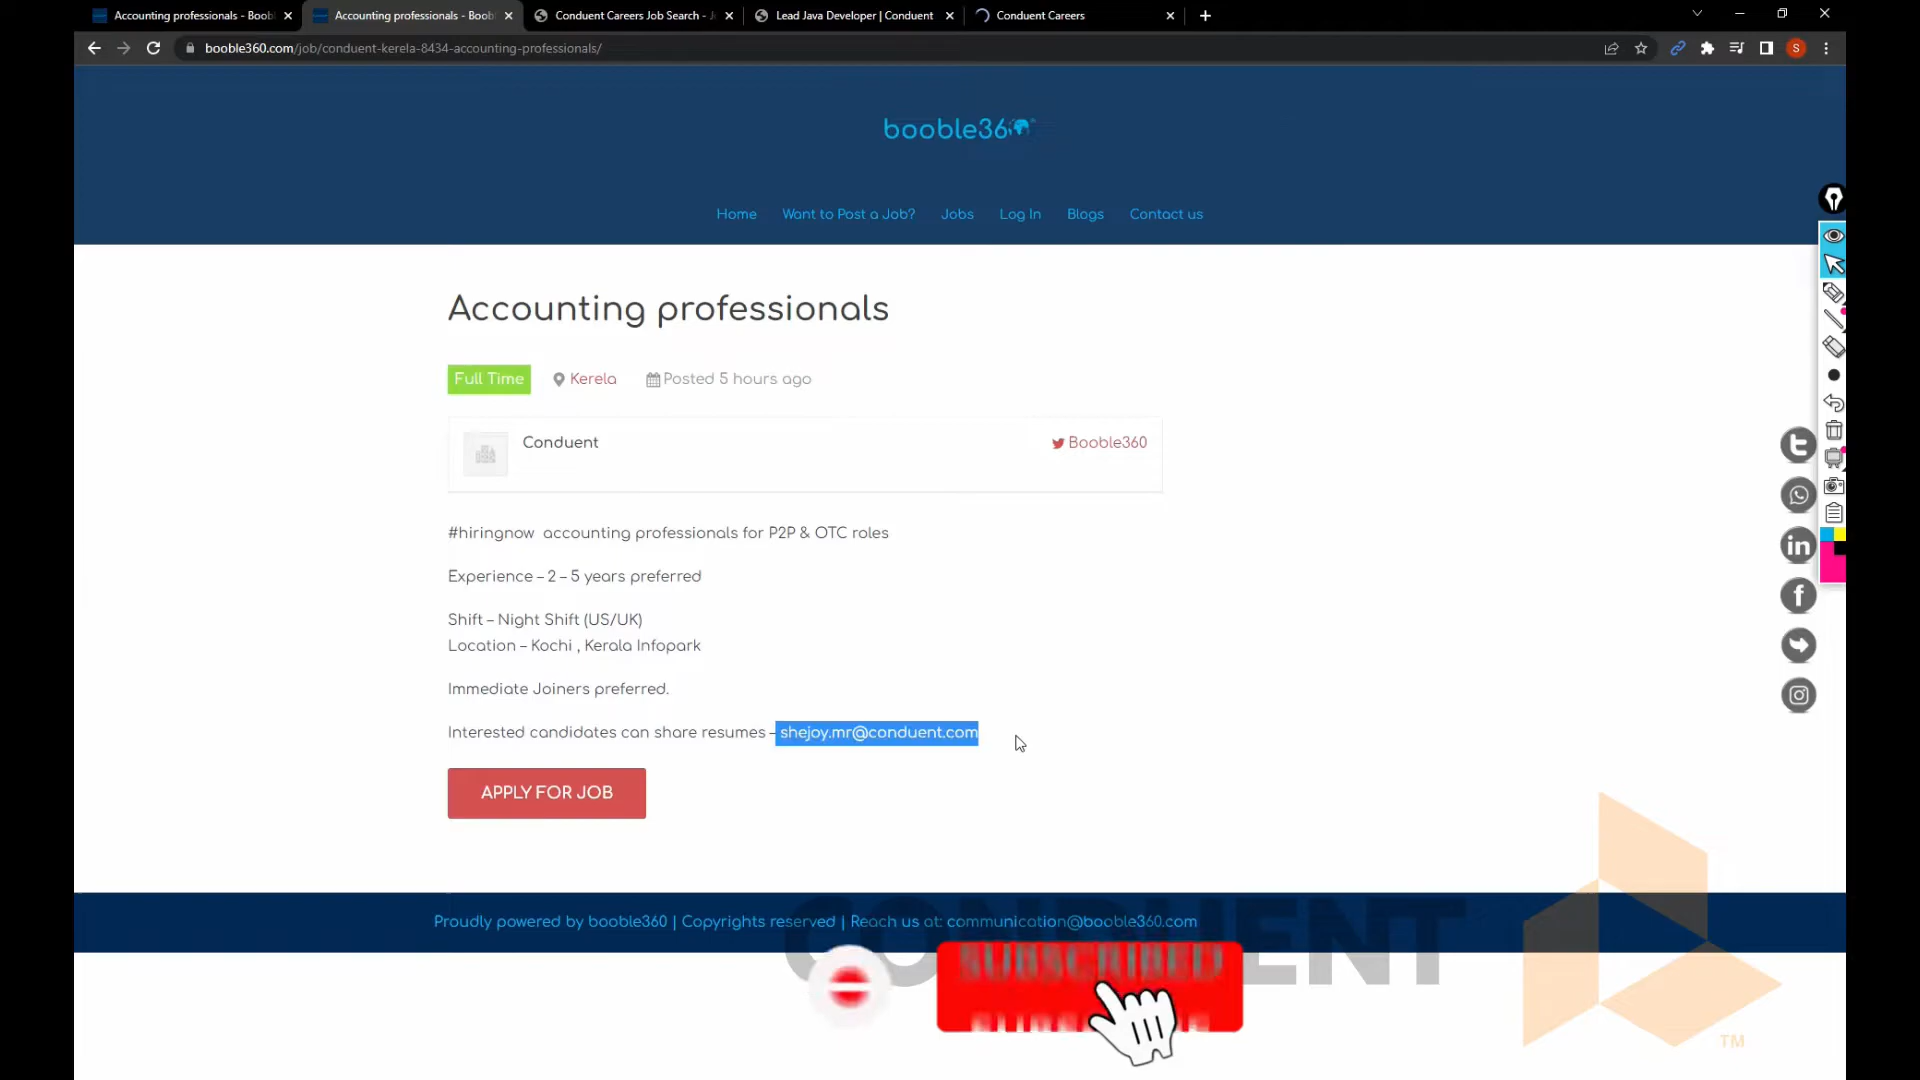 Accounting professionals - Boobl
Accounting professionals - Boobl
Conduent Careers Job Search - J
Lead Java Developer | Conduent
Conduent Careers
booble360.com/job/conduent-kerela-8434-accounting-professionals/
S
booble36
Home
Want to Post a Job?
Jobs
Log In
Blogs
Contact us
Accounting professionals
Full Time
Kerela
Posted 5 hours ago
Conduent
Booble360
#hiringnow accounting professionals for P2P & OTC roles
Experience – 2 – 5 years preferred
Shift – Night Shift (US/UK)
Location – Kochi , Kerala Infopark
Immediate Joiners preferred.
Interested candidates can share resumes – shejoy.mr@conduent.com
APPLY FOR JOB
Proudly powered by booble360 | Copyrights reserved | Reach us at: communication@booble360.com
CONDUENT
TM